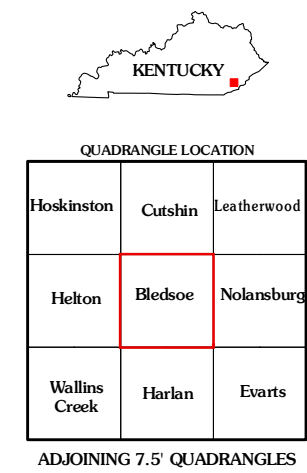 KENTUCKY
QUADRANGLE LOCATION
Hoskinston Cutshin Leatherwood
Helton Bledsoe Nolansburg
Wallins Creek Harlan Evarts
ADJOINING 7.5' QUADRANGLES